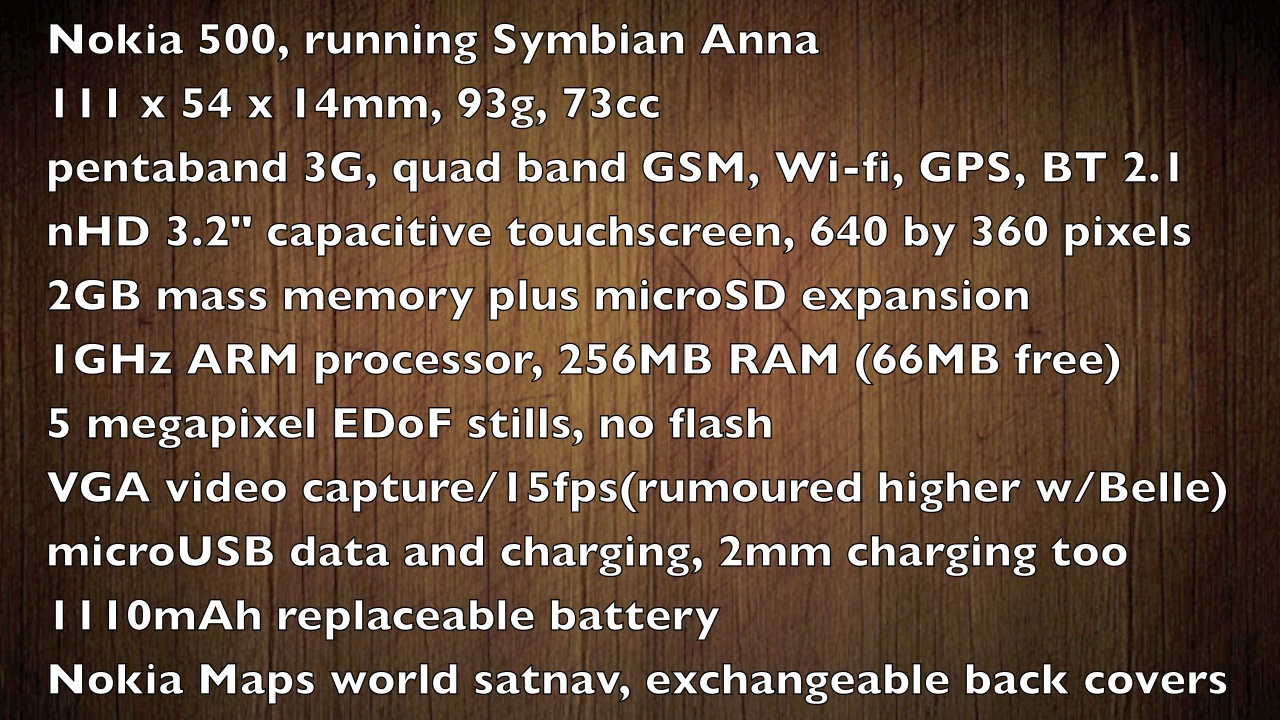 Nokia 500, running Symbian Anna
111 x 54 x 14mm, 93g, 73cc
pentaband 3G, quad band GSM, Wi-fi, GPS, BT 2.1
nHD 3.2" capacitive touchscreen, 640 by 360 pixels
2GB mass memory plus microSD expansion
1GHz ARM processor, 256MB RAM (66MB free)
5 megapixel EDoF stills, no flash
VGA video capture/15fps(rumoured higher w/Belle)
microUSB data and charging, 2mm charging too
1110mAh replaceable battery
Nokia Maps world satnav, exchangeable back covers